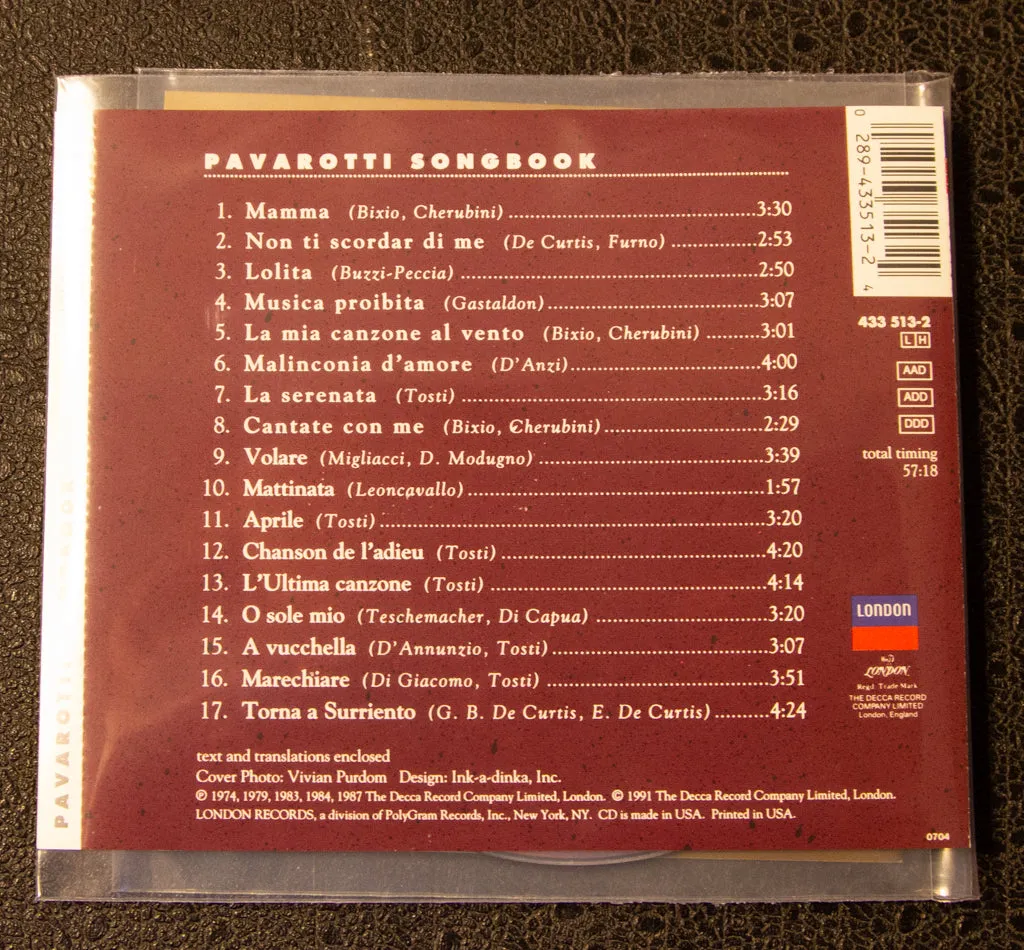 PAVAROTTI SONGBOOK
1. Mamma (Bixio, Cherubini) ... 3:30
2. Non ti scordar di me (De Curtis, Furno) ... 2:53
3. Lolita (Buzzi-Peccia) ... 2:50
4. Musica proibita (Gastaldon) ... 3:07
5. La mia canzone al vento (Bixio, Cherubini) ... 3:01
6. Malinconia d'amore (D'Anzi) ... 4:00
7. La serenata (Tosti) ... 3:16
8. Cantate con me (Bixio, Cherubini) ... 2:29
9. Volare (Migliacci, D. Modugno) ... 3:39
10. Mattinata (Leoncavallo) ... 1:57
11. Aprile (Tosti) ... 3:20
12. Chanson de l'adieu (Tosti) ... 4:20
13. L'Ultima canzone (Tosti) ... 4:14
14. O sole mio (Teschemacher, Di Capua) ... 3:20
15. A vucchella (D'Annunzio, Tosti) ... 3:07
16. Marechiare (Di Giacomo, Tosti) ... 3:51
17. Torna a Surriento (G. B. De Curtis, E. De Curtis) ... 4:24
text and translations enclosed
Cover Photo: Vivian Purdom Design: Ink-a-dinka, Inc.
℗ 1974, 1979, 1983, 1984, 1987 The Decca Record Company Limited, London. © 1991 The Decca Record Company Limited, London.
LONDON RECORDS, a division of PolyGram Records, Inc., New York, NY. CD is made in USA. Printed in USA.
0 289-433513-2 4
433 513-2
LH
AAD
ADD
DDD
total timing
57:18
LONDON
LONDON
Regd. Trade Mark
THE DECCA RECORD
COMPANY LIMITED
London, England
0704
PAVAROTTI